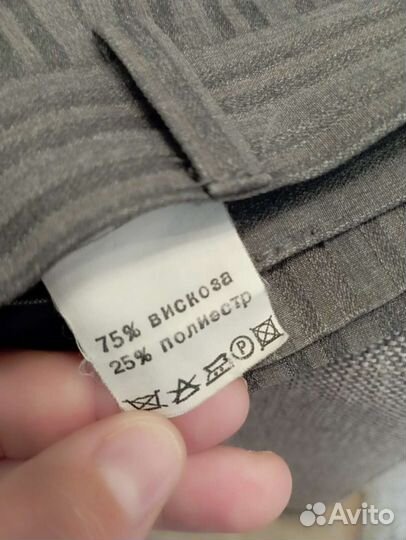 75% вискоза
25% полиестр
P
Avito